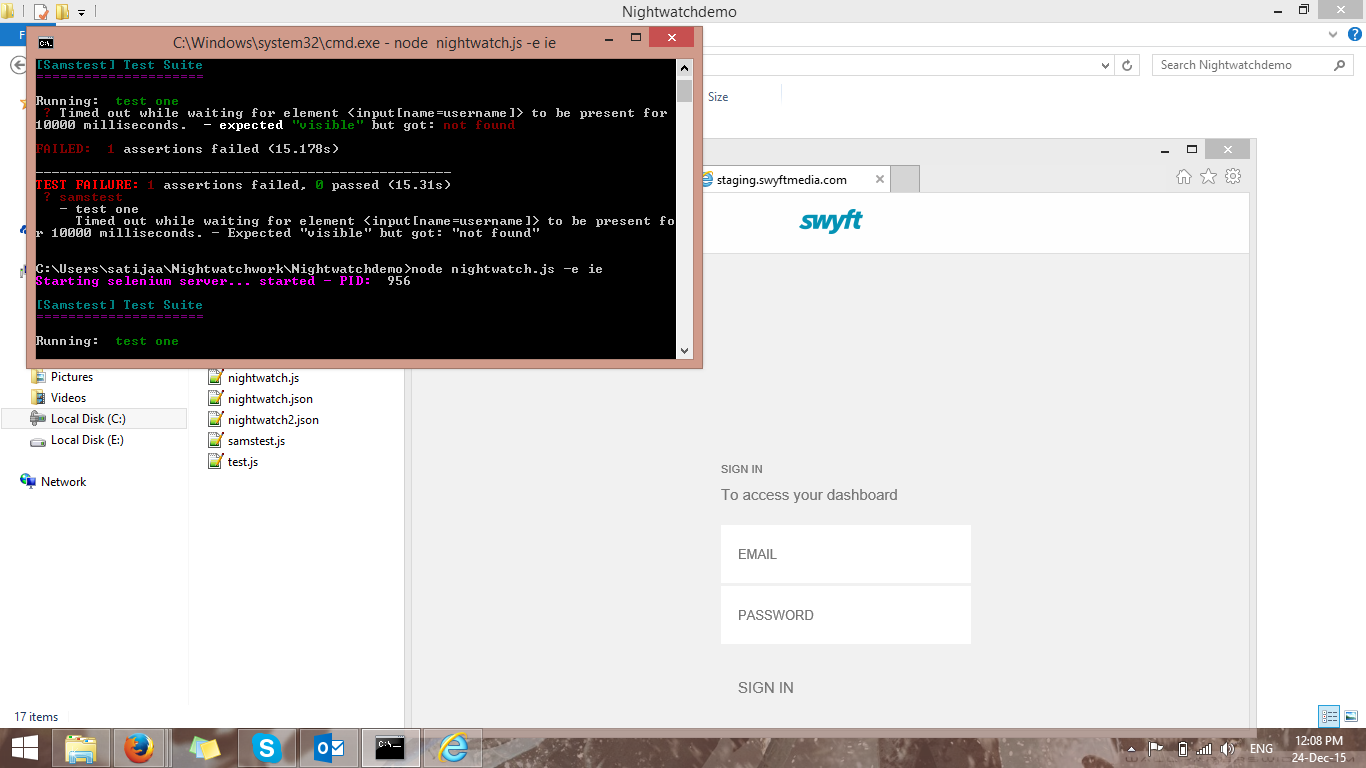 Nightwatchdemo
F
C:\Windows\system32\cmd.exe - node nightwatch.js -e ie
[Samstest] Test Suite
=====================
Running: test one
? Timed out while waiting for element <input[name=username]> to be present for
10000 milliseconds. - expected "visible" but got: not found
FAILED: 1 assertions failed (15.178s)
TEST FAILURE: 1 assertions failed, 0 passed (15.31s)
? samstest
- test one
Timed out while waiting for element <input[name=username]> to be present fo
r 10000 milliseconds. - Expected "visible" but got: "not found"
C:\Users\satijaa\Nightwatchwork\Nightwatchdemo>node nightwatch.js -e ie
Starting selenium server... started - PID: 956
[Samstest] Test Suite
=====================
Running: test one
Search Nightwatchdemo
Size
staging.swyftmedia.com
swyft
SIGN IN
To access your dashboard
EMAIL
PASSWORD
SIGN IN
Pictures
Videos
Local Disk (C:)
Local Disk (E:)
Network
nightwatch.js
nightwatch.json
nightwatch2.json
samstest.js
test.js
17 items
ENG
12:08 PM
24-Dec-15